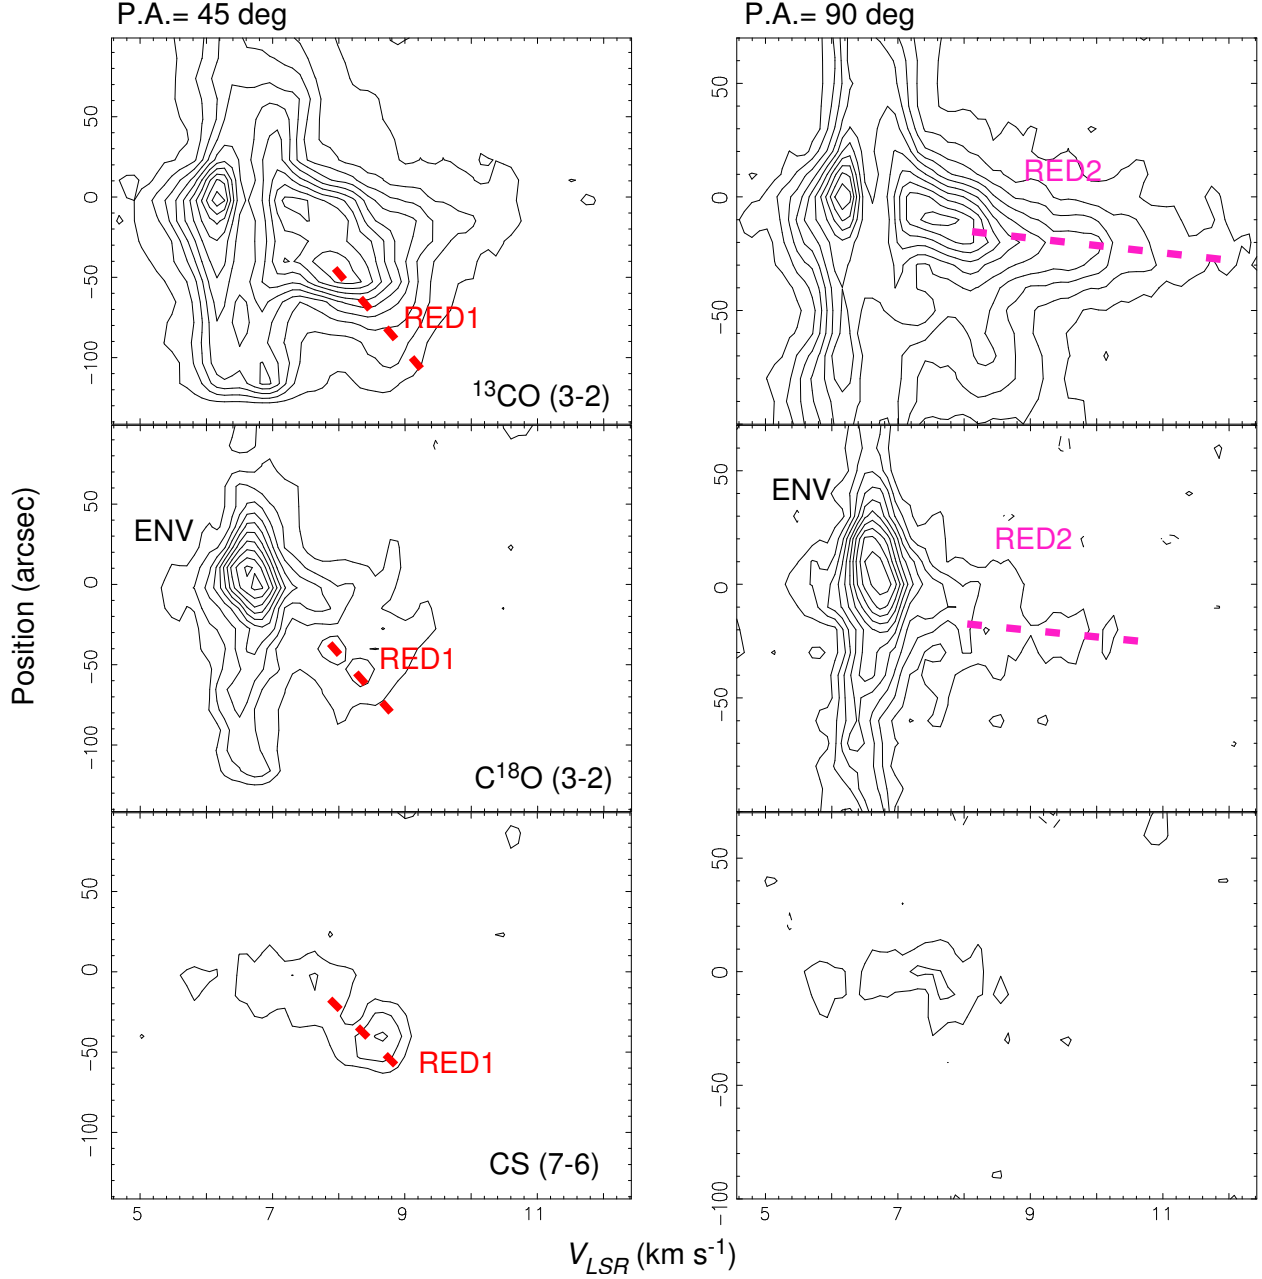 P.A.= 45 deg
P.A.= 90 deg
50
0
−50
−100
RED1
¹³CO (3-2)
50
0
−50
RED2
Position (arcsec)
50
0
−50
−100
ENV
RED1
C¹⁸O (3-2)
50
0
−50
ENV
RED2
50
0
−50
−100
RED1
CS (7-6)
50
0
−50
−100
5 7 9 11
5 7 9 11
V_LSR (km s⁻¹)